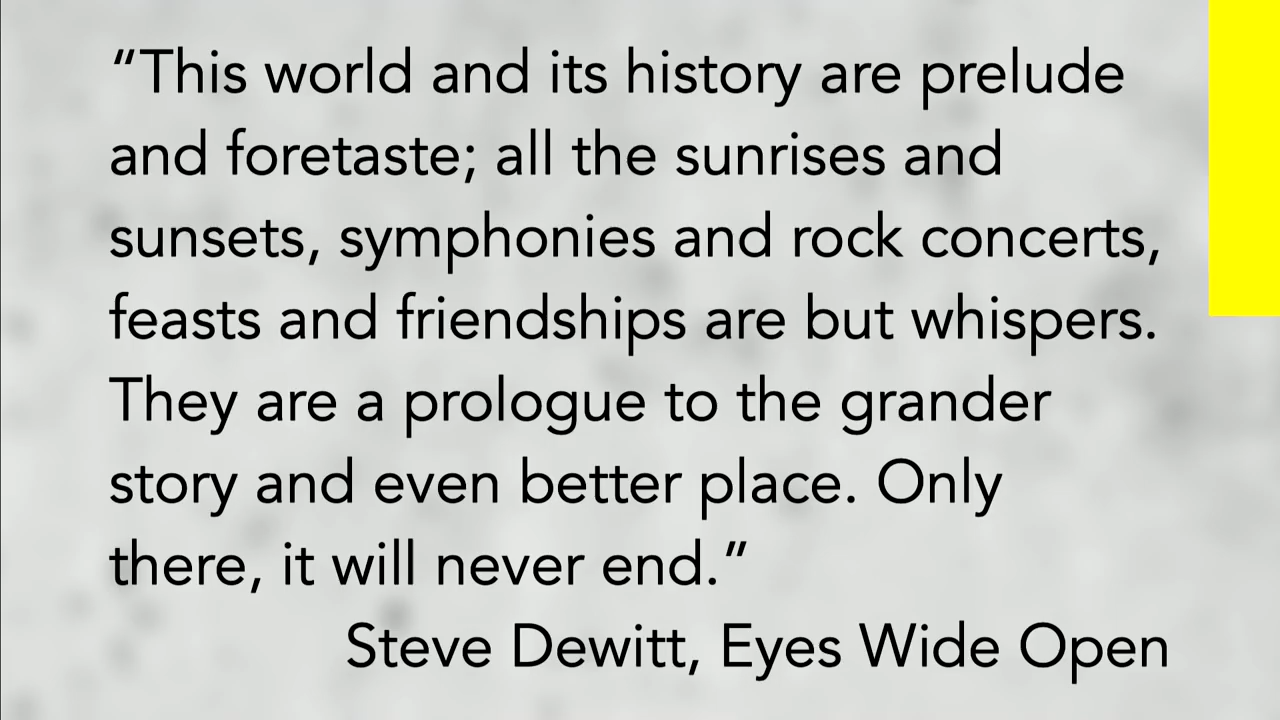 “This world and its history are prelude
and foretaste; all the sunrises and
sunsets, symphonies and rock concerts,
feasts and friendships are but whispers.
They are a prologue to the grander
story and even better place. Only
there, it will never end.”
Steve Dewitt, Eyes Wide Open